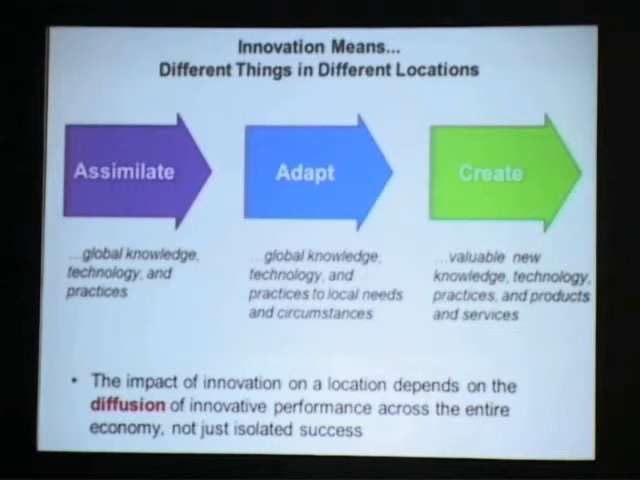 Innovation Means...
Different Things in Different Locations
Assimilate
Adapt
Create
...global knowledge,
technology, and
practices
...global knowledge,
technology, and
practices to local needs
and circumstances
...valuable new
knowledge, technology,
practices, and products
and services
• The impact of innovation on a location depends on the
diffusion of innovative performance across the entire
economy, not just isolated success